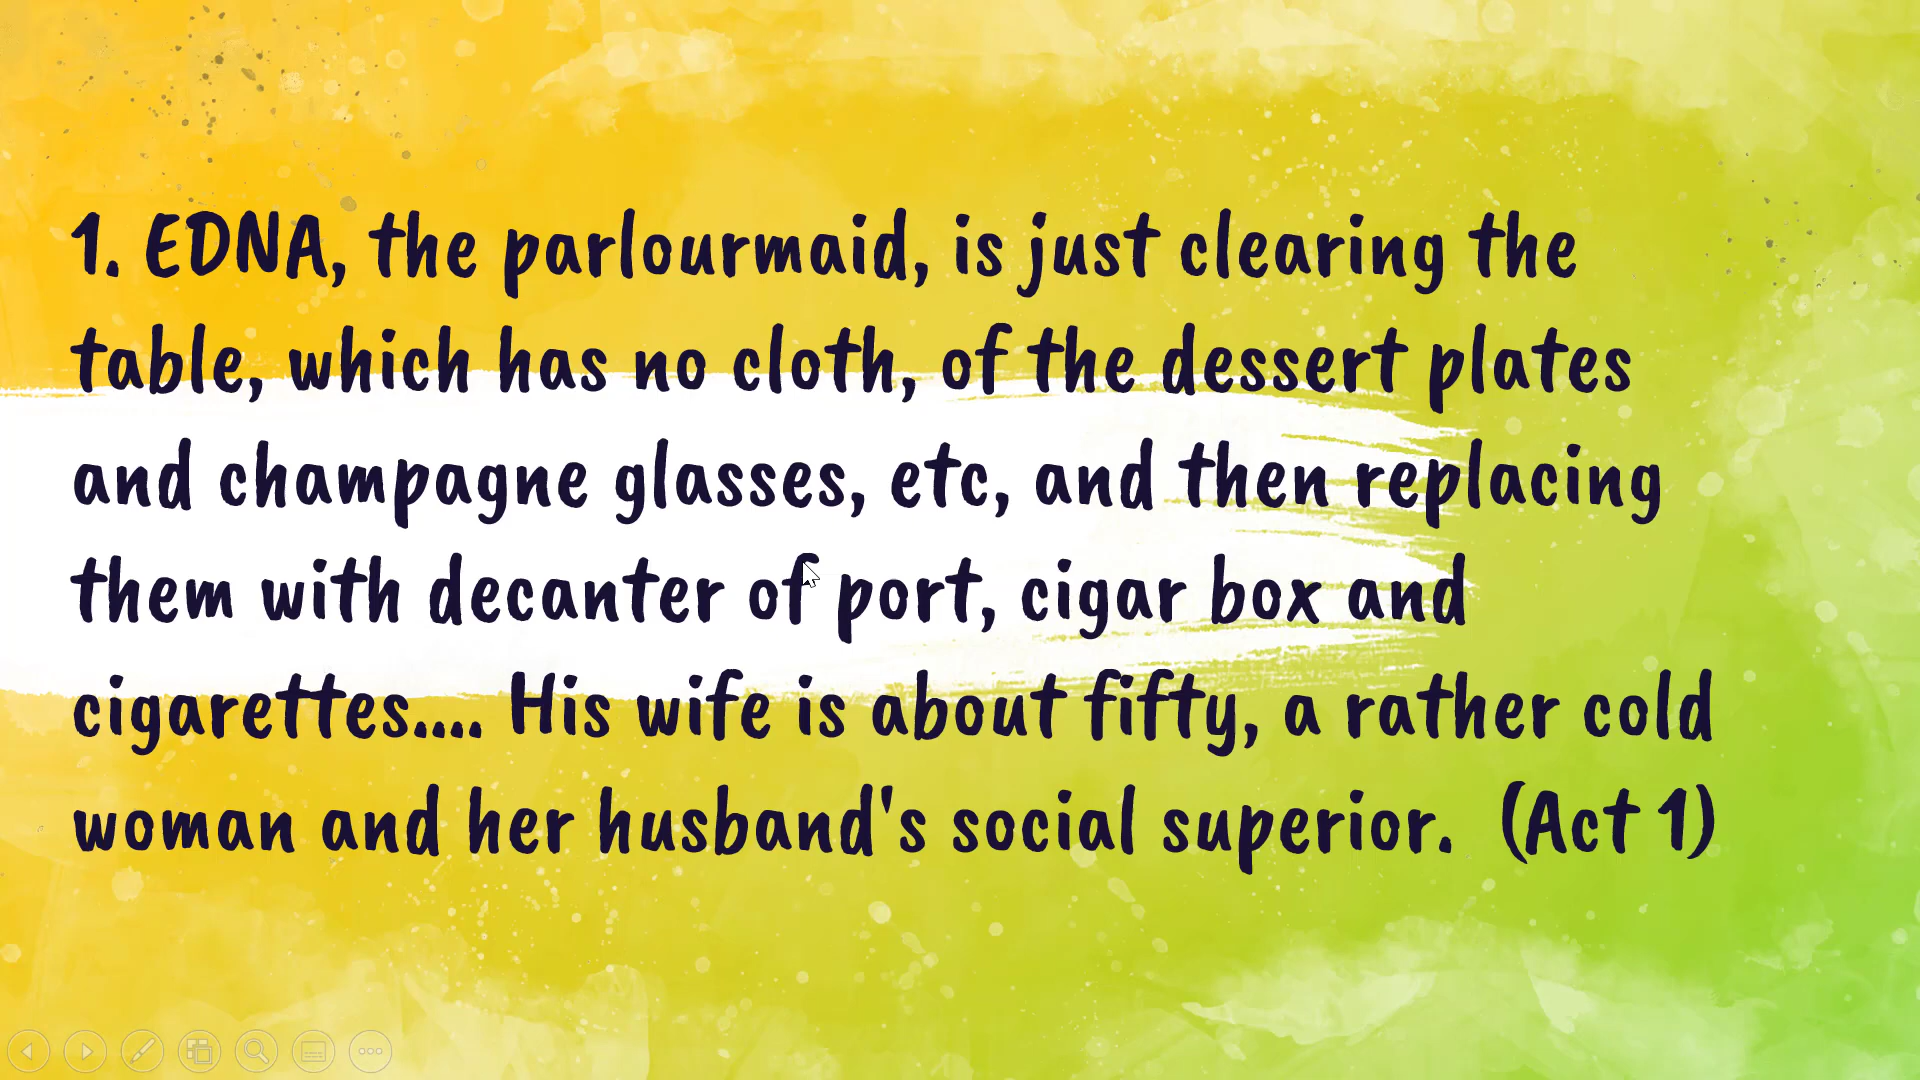 1. EDNA, the parlourmaid, is just clearing the
table, which has no cloth, of the dessert plates
and champagne glasses, etc, and then replacing
them with decanter of port, cigar box and
cigarettes.... His wife is about fifty, a rather cold
woman and her husband's social superior.  (Act 1)